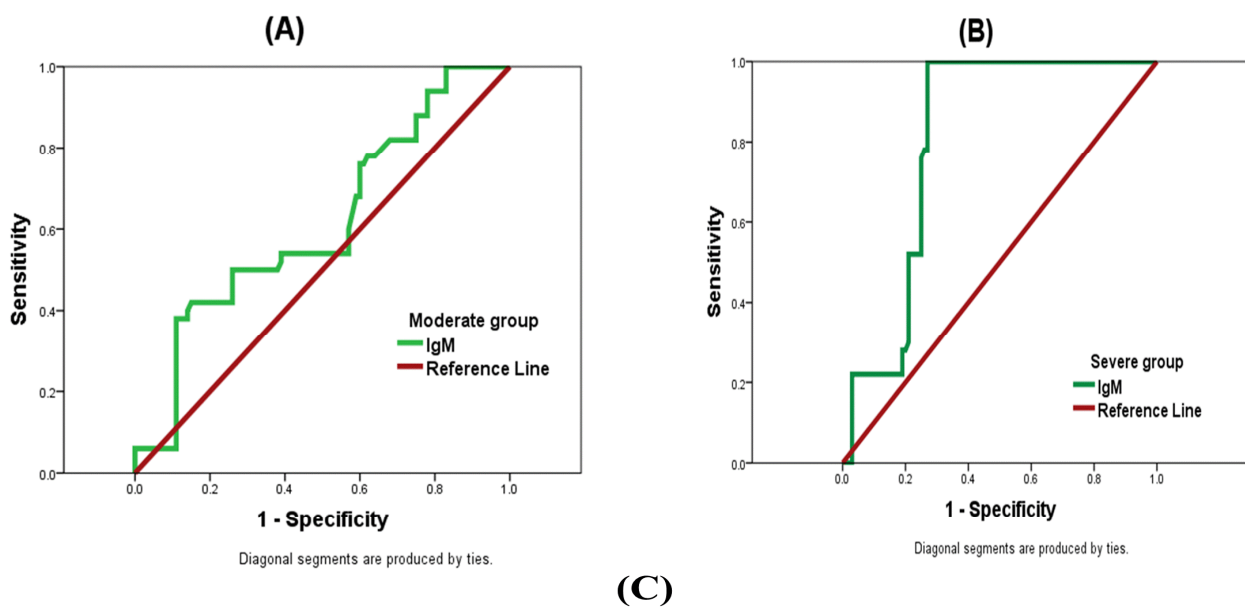 (A)
1.0
0.8
0.6
0.4
0.2
0.0
Sensitivity
Moderate group
IgM
Reference Line
0.0 0.2 0.4 0.6 0.8 1.0
1 - Specificity
Diagonal segments are produced by ties.
(B)
1.0
0.8
0.6
0.4
0.2
0.0
Sensitivity
Severe group
IgM
Reference Line
0.0 0.2 0.4 0.6 0.8 1.0
1 - Specificity
Diagonal segments are produced by ties.
(C)